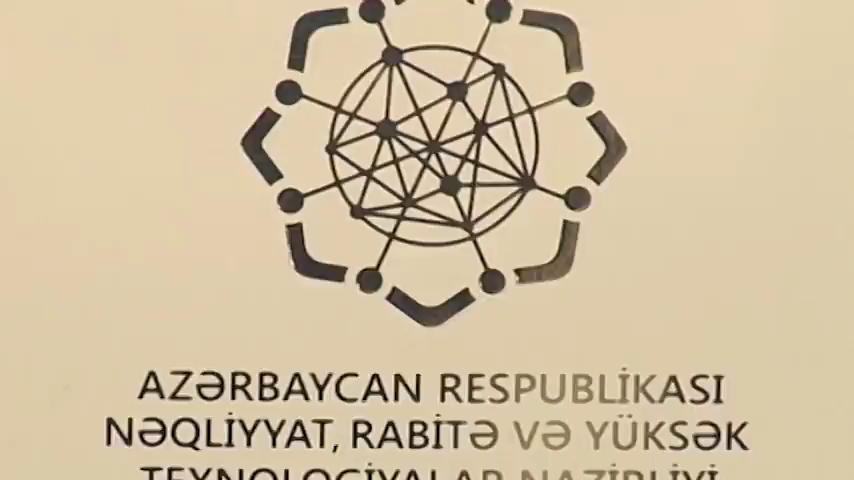 AZƏRBAYCAN RESPUBLİKASI
NƏQLİYYAT, RABİTƏ VƏ YÜKSƏK
TEXNOLOGİYALAR NAZİRLİYİ